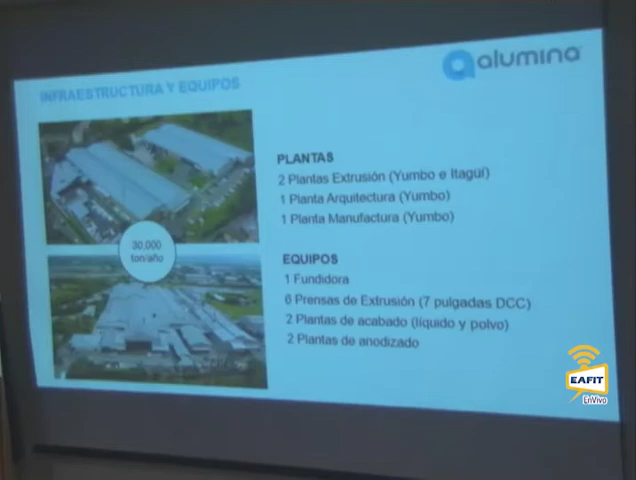 INFRAESTRUCTURA Y EQUIPOS
alumina
PLANTAS
2 Plantas Extrusión (Yumbo e Itagüí)
1 Planta Arquitectura (Yumbo)
1 Planta Manufactura (Yumbo)
30,000
ton/año
EQUIPOS
1 Fundidora
6 Prensas de Extrusión (7 pulgadas DCC)
2 Plantas de acabado (líquido y polvo)
2 Plantas de anodizado
EAFIT
EnVivo